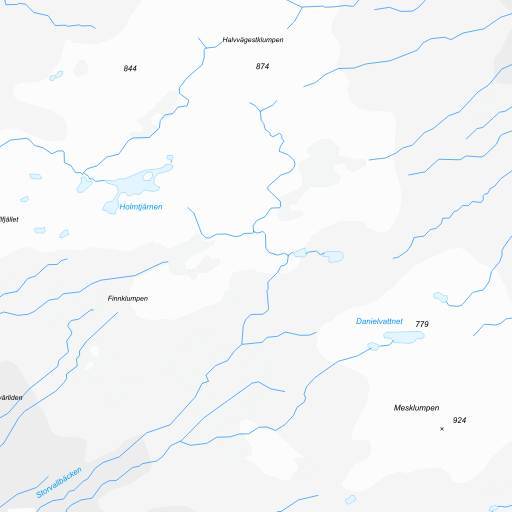 Halvvägestklumpen
844
874
Holmtjärnen
Finnklumpen
Danielvattnet
779
Mesklumpen
924
Storvallbäcken